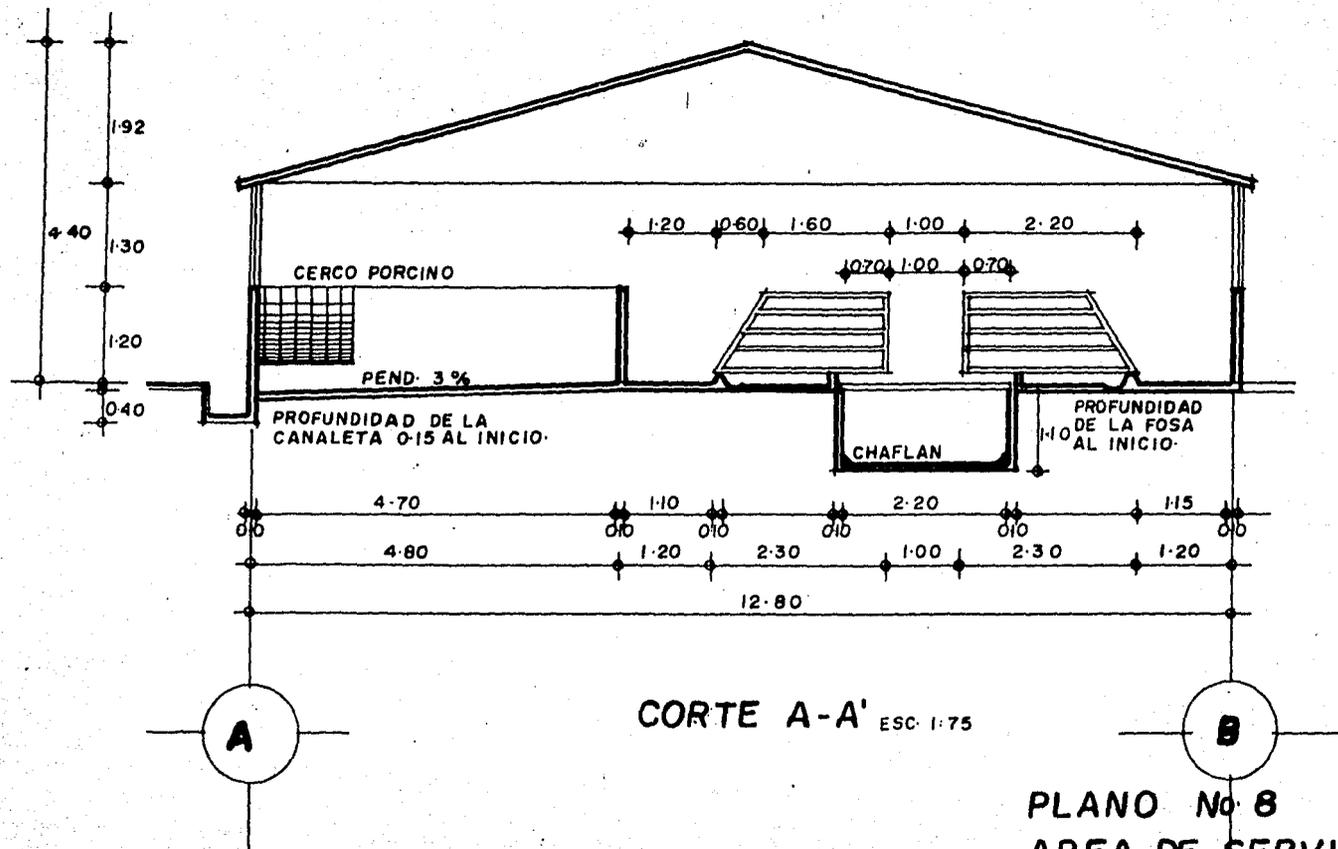 1.92
4.40
1.30
1.20
0.40
1.20 0.60 1.60 1.00 2.20
0.70 1.00 0.70
CERCO PORCINO
PEND. 3%
PROFUNDIDAD DE LA
CANALETA 0.15 AL INICIO.
CHAFLAN
1.10
PROFUNDIDAD
DE LA FOSA
AL INICIO.
4.70 1.10 2.20 1.15
0.10 0.10 0.10 0.10 0.10 0.10
4.80 1.20 2.30 1.00 2.30 1.20
12.80
A
CORTE A-A' ESC. 1:75
B
PLANO No. 8
AREA DE SERVI